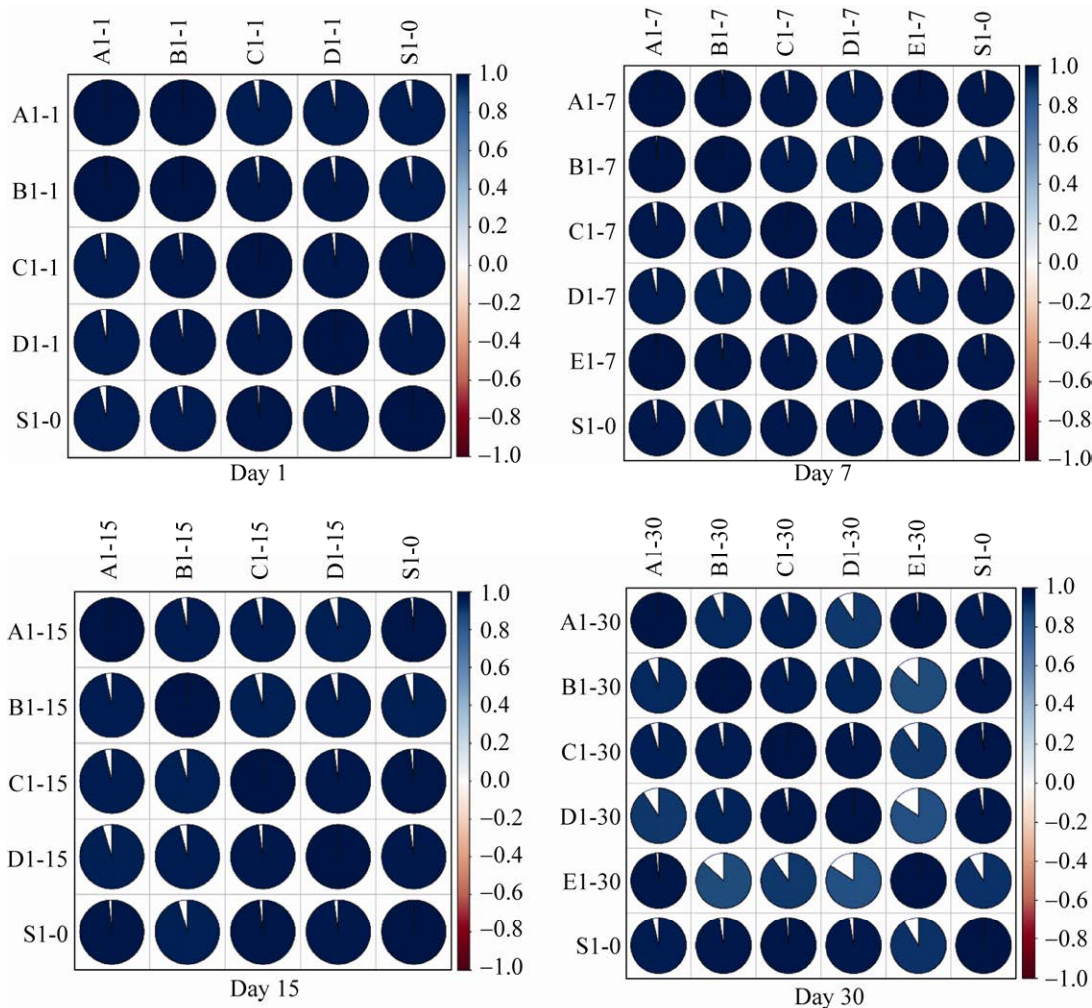 A1-1 B1-1 C1-1 D1-1 S1-0
A1-1
B1-1
C1-1
D1-1
S1-0
1.0
0.8
0.6
0.4
0.2
0.0
−0.2
−0.4
−0.6
−0.8
−1.0
Day 1
A1-7 B1-7 C1-7 D1-7 E1-7 S1-0
A1-7
B1-7
C1-7
D1-7
E1-7
S1-0
1.0
0.8
0.6
0.4
0.2
0.0
−0.2
−0.4
−0.6
−0.8
−1.0
Day 7
A1-15 B1-15 C1-15 D1-15 S1-0
A1-15
B1-15
C1-15
D1-15
S1-0
1.0
0.8
0.6
0.4
0.2
0.0
−0.2
−0.4
−0.6
−0.8
−1.0
Day 15
A1-30 B1-30 C1-30 D1-30 E1-30 S1-0
A1-30
B1-30
C1-30
D1-30
E1-30
S1-0
1.0
0.8
0.6
0.4
0.2
0.0
−0.2
−0.4
−0.6
−0.8
−1.0
Day 30